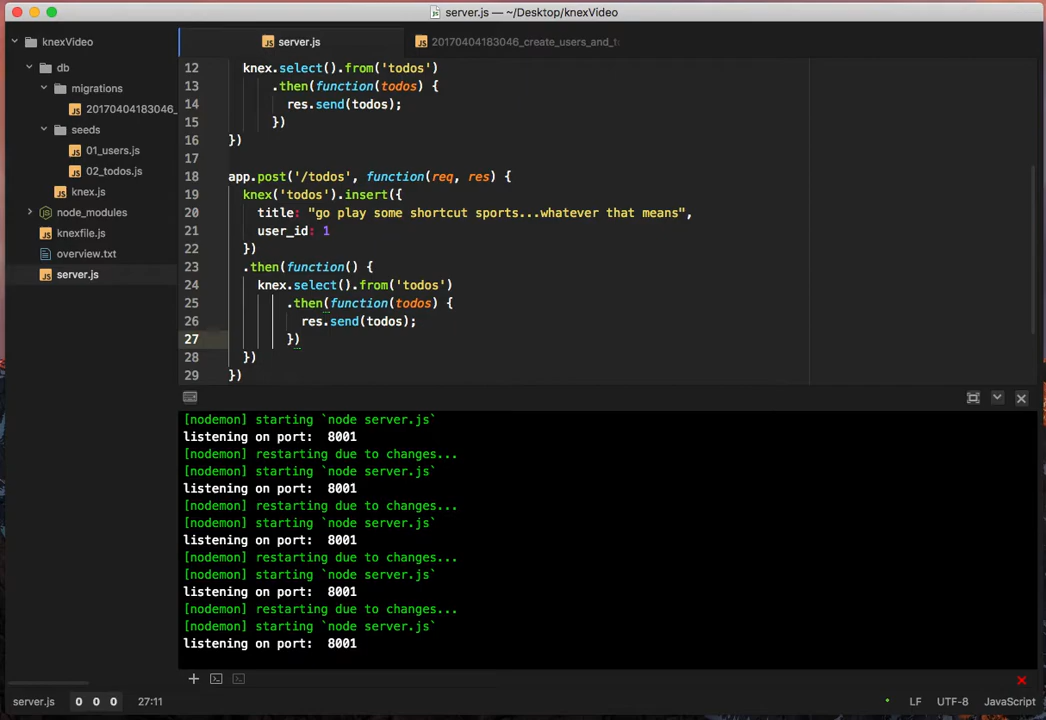 server.js — ~/Desktop/knexVideo
knexVideo
db
migrations
20170404183046_
seeds
01_users.js
02_todos.js
knex.js
node_modules
knexfile.js
overview.txt
server.js
server.js
20170404183046_create_users_and_t
12 knex.select().from('todos')
13 .then(function(todos) {
14 res.send(todos);
15 })
16 })
17
18 app.post('/todos', function(req, res) {
19 knex('todos').insert({
20 title: "go play some shortcut sports...whatever that means",
21 user_id: 1
22 })
23 .then(function() {
24 knex.select().from('todos')
25 .then(function(todos) {
26 res.send(todos);
27 })
28 })
29 })
[nodemon] starting `node server.js`
listening on port:  8001
[nodemon] restarting due to changes...
[nodemon] starting `node server.js`
listening on port:  8001
[nodemon] restarting due to changes...
[nodemon] starting `node server.js`
listening on port:  8001
[nodemon] restarting due to changes...
[nodemon] starting `node server.js`
listening on port:  8001
[nodemon] restarting due to changes...
[nodemon] starting `node server.js`
listening on port:  8001
server.js 0 0 0 27:11 LF UTF-8 JavaScript